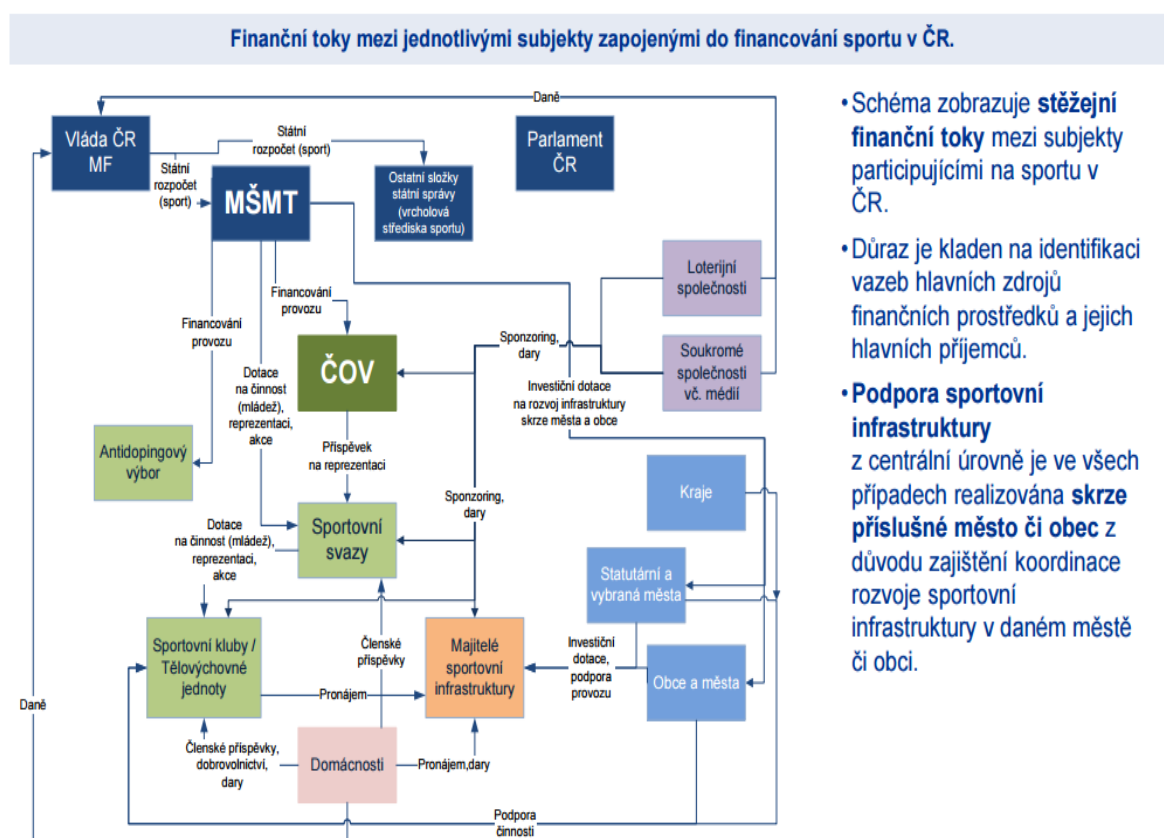 Finanční toky mezi jednotlivými subjekty zapojenými do financování sportu v ČR.
Daně
Vláda ČR
MF
Státní
rozpočet (sport)
Parlament
ČR
Státní
rozpočet
(sport)
MŠMT
Ostatní složky
státní správy
(vrcholová
střediska sportu)
Loterijní
společnosti
Financování
provozu
Financování
provozu
Sponzoring,
dary
Soukromé
společnosti
vč. médií
ČOV
Dotace
na činnost
(mládež),
reprezentaci,
akce
Investiční dotace
na rozvoj infrastruktury
skrze města a obce
Antidopingový
výbor
Příspěvek
na reprezentaci
Kraje
Sponzoring,
dary
Dotace
na činnost (mládež),
reprezentaci,
akce
Sportovní
svazy
Statutární a
vybraná města
Sportovní kluby /
Tělovýchovné
jednoty
Členské
příspěvky
Majitelé
sportovní
infrastruktury
Investiční
dotace,
podpora
provozu
Obce a města
Pronájem
Daně
Členské příspěvky,
dobrovolnictví,
dary
Domácnosti
Pronájem,dary
Podpora
činnosti
•Schéma zobrazuje stěžejní
finanční toky mezi subjekty
participujícími na sportu v
ČR.
•Důraz je kladen na identifikaci
vazeb hlavních zdrojů
finančních prostředků a jejich
hlavních příjemců.
•Podpora sportovní
infrastruktury
z centrální úrovně je ve všech
případech realizována skrze
příslušné město či obec z
důvodu zajištění koordinace
rozvoje sportovní
infrastruktury v daném městě
či obci.